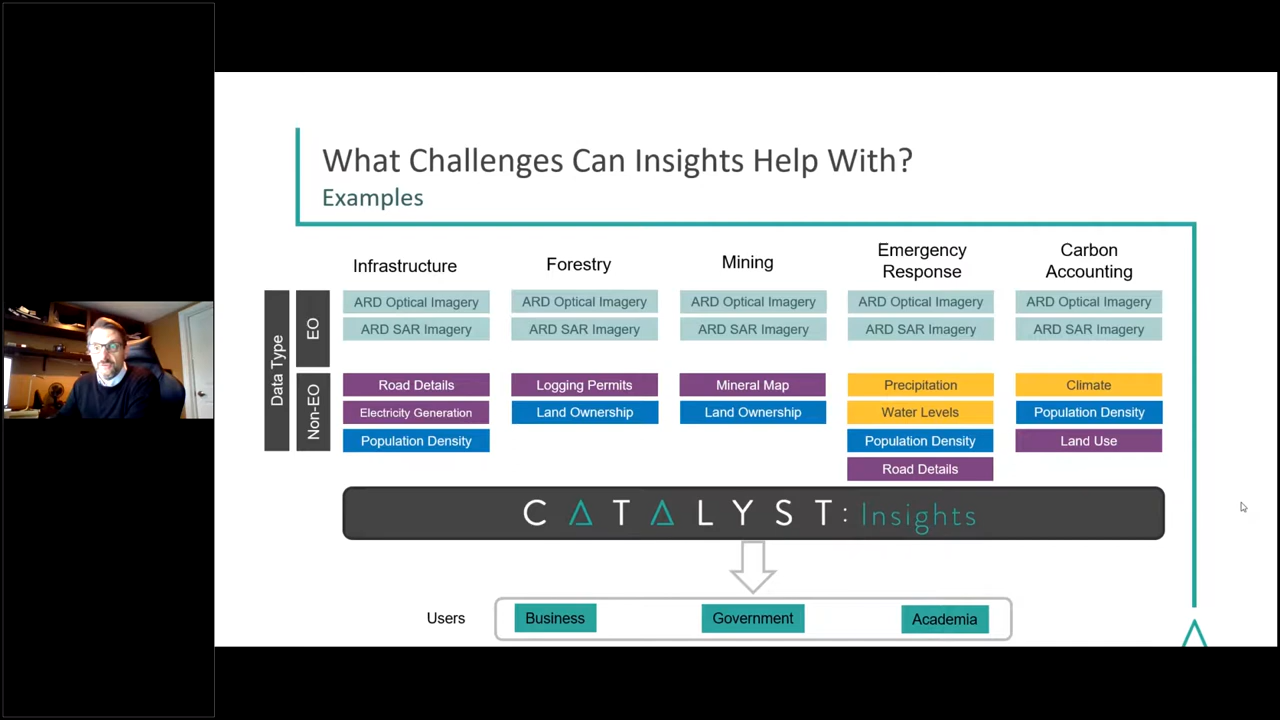 What Challenges Can Insights Help With?
Examples
Infrastructure
Forestry
Mining
Emergency
Response
Carbon
Accounting
Data Type
EO
ARD Optical Imagery
ARD Optical Imagery
ARD Optical Imagery
ARD Optical Imagery
ARD Optical Imagery
ARD SAR Imagery
ARD SAR Imagery
ARD SAR Imagery
ARD SAR Imagery
ARD SAR Imagery
Non-EO
Road Details
Logging Permits
Mineral Map
Precipitation
Climate
Electricity Generation
Land Ownership
Land Ownership
Water Levels
Population Density
Population Density
Population Density
Land Use
Road Details
CATALYST: Insights
Users
Business
Government
Academia